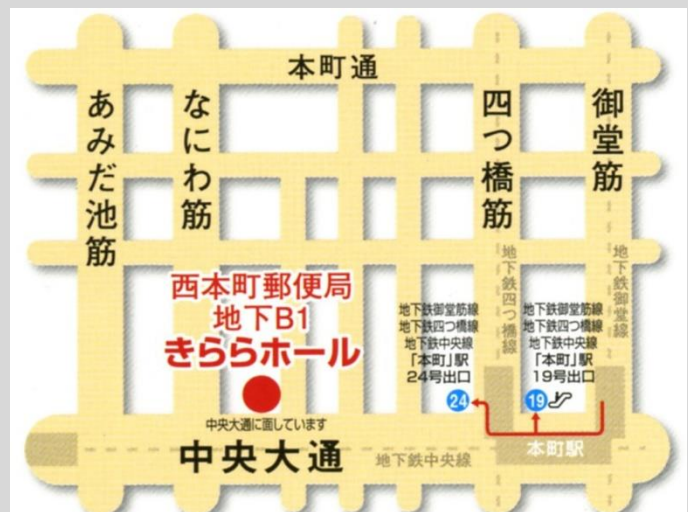 本町通
あみだ池筋
なにわ筋
四つ橋筋
御堂筋
地下鉄四つ橋線
地下鉄御堂線
西本町郵便局
地下B1
きららホール
中央大通に面しています
地下鉄御堂筋線
地下鉄四つ橋線
地下鉄中央線
「本町」駅
24号出口
24
地下鉄御堂筋線
地下鉄四つ橋線
地下鉄中央線
「本町」駅
19号出口
19
本町駅
中央大通
地下鉄中央線